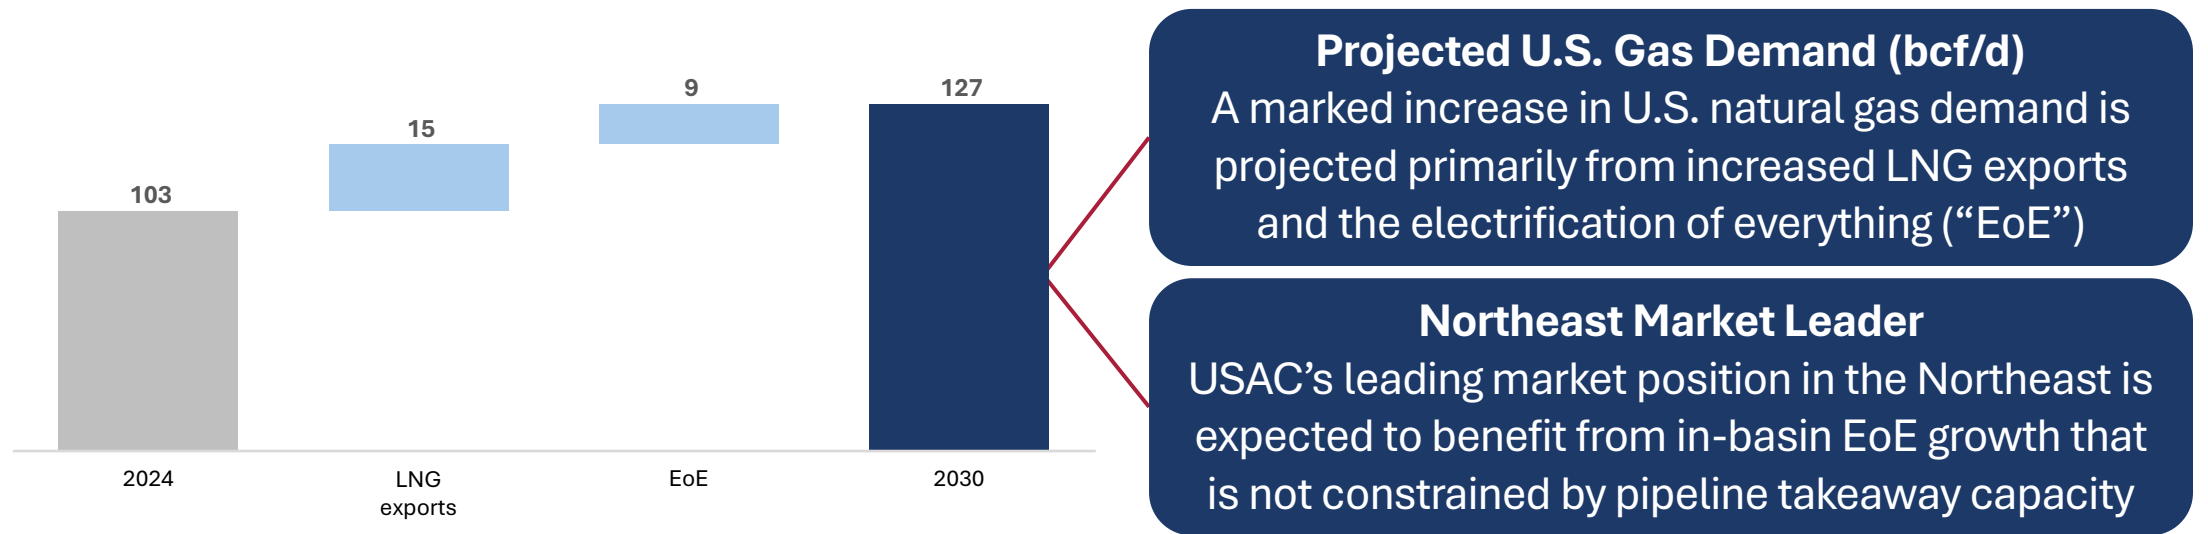 103
15
9
127
2024
LNG
exports
EoE
2030
Projected U.S. Gas Demand (bcf/d)
A marked increase in U.S. natural gas demand is
projected primarily from increased LNG exports
and the electrification of everything (“EoE”)
Northeast Market Leader
USAC’s leading market position in the Northeast is
expected to benefit from in-basin EoE growth that
is not constrained by pipeline takeaway capacity